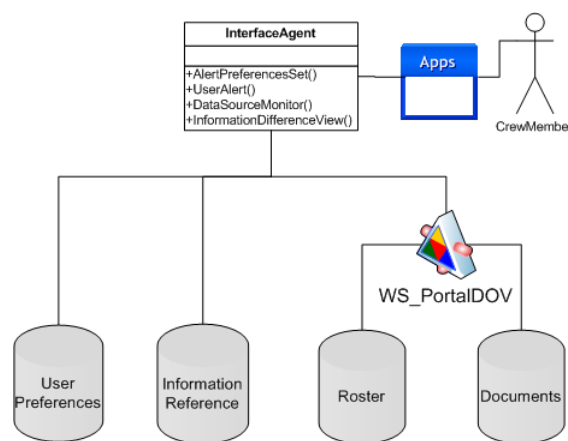 InterfaceAgent
+AlertPreferencesSet()
+UserAlert()
+DataSourceMonitor()
+InformationDifferenceView()
Apps
CrewMembe
WS_PortalDOV
User
Preferences
Information
Reference
Roster
Documents